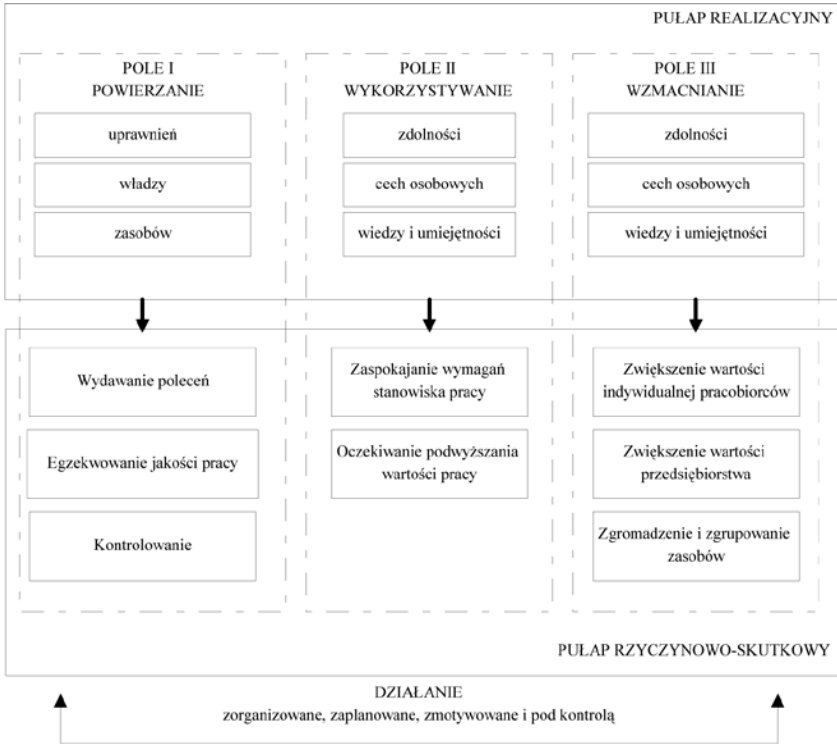 PUŁAP REALIZACYJNY
POLE I
POWIERZANIE
uprawnień
władzy
zasobów
POLE II
WYKORZYSTYWANIE
zdolności
cech osobowych
wiedzy i umiejętności
POLE III
WZMACNIANIE
zdolności
cech osobowych
wiedzy i umiejętności
Wydawanie poleceń
Egzekwowanie jakości pracy
Kontrolowanie
Zaspokajanie wymagań
stanowiska pracy
Oczekiwanie podwyższania
wartości pracy
Zwiększenie wartości
indywidualnej pracobiorców
Zwiększenie wartości
przedsiębiorstwa
Zgromadzenie i zgrupowanie
zasobów
PUŁAP RZYCZYNOWO-SKUTKOWY
DZIAŁANIE
zorganizowane, zaplanowane, zmotywowane i pod kontrolą